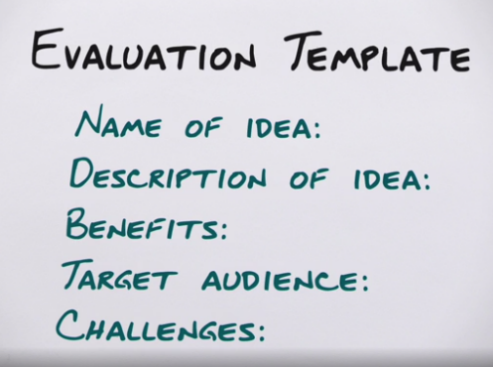 Evaluation Template
Name of idea:
Description of idea:
Benefits:
Target audience:
Challenges: